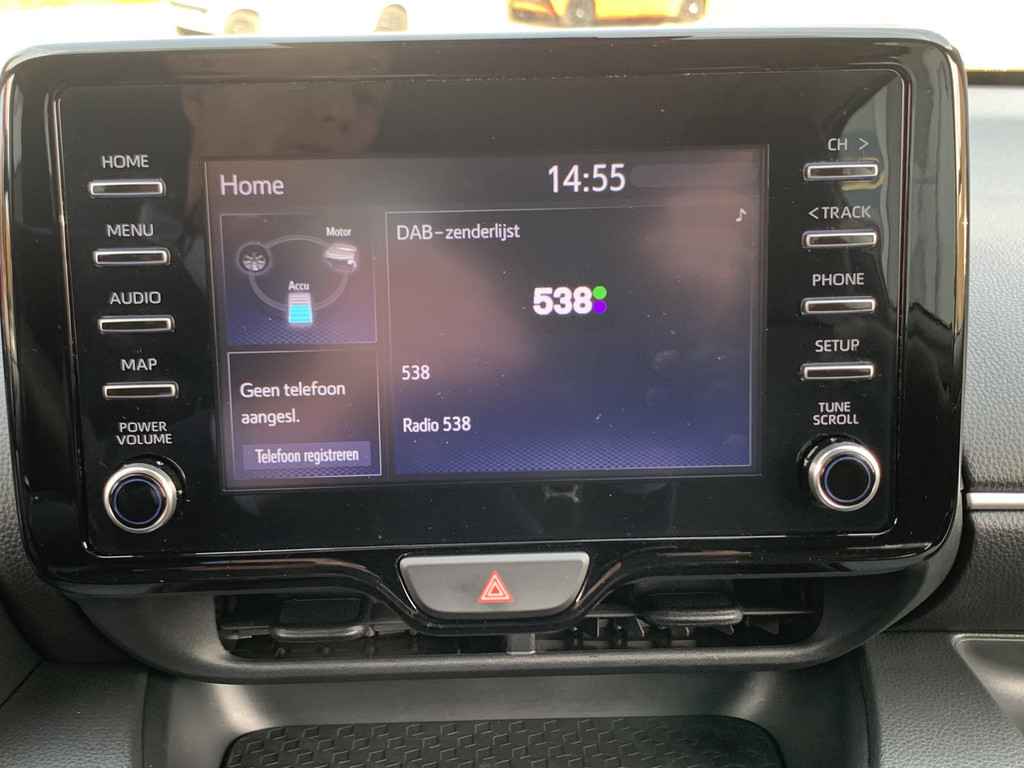 HOME
MENU
AUDIO
MAP
POWER
VOLUME
Home
14:55
Motor
Accu
Geen telefoon
aangesl.
Telefoon registreren
DAB-zenderlijst
538
538
Radio 538
CH >
< TRACK
PHONE
SETUP
TUNE
SCROLL